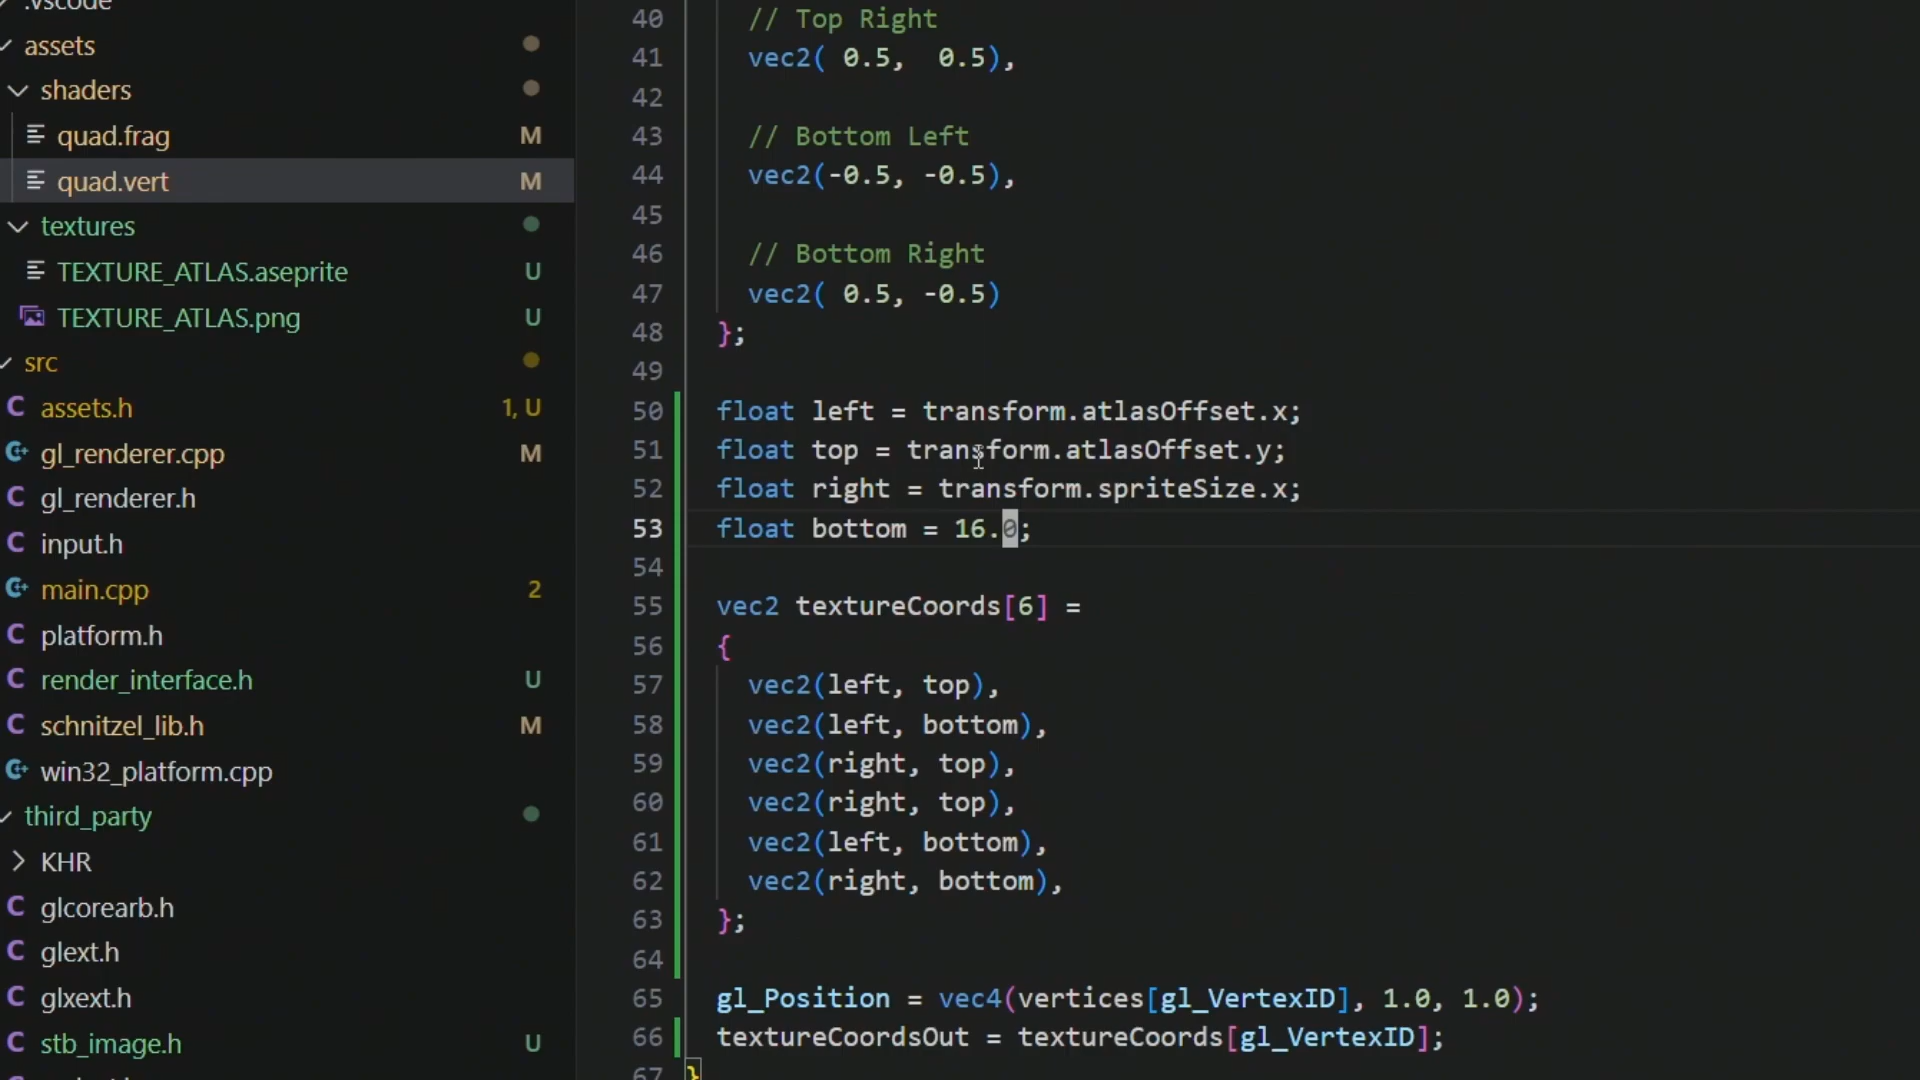 .vscode
assets
shaders
quad.frag M
quad.vert M
textures
TEXTURE_ATLAS.aseprite U
TEXTURE_ATLAS.png U
src
C assets.h 1, U
gl_renderer.cpp M
C gl_renderer.h
C input.h
main.cpp 2
C platform.h
C render_interface.h U
C schnitzel_lib.h M
win32_platform.cpp
third_party
KHR
C glcorearb.h
C glext.h
C glxext.h
C stb_image.h U
40 // Top Right
41 vec2( 0.5,  0.5),
42
43 // Bottom Left
44 vec2(-0.5, -0.5),
45
46 // Bottom Right
47 vec2( 0.5, -0.5)
48 };
49
50 float left = transform.atlasOffset.x;
51 float top = transform.atlasOffset.y;
52 float right = transform.spriteSize.x;
53 float bottom = 16.0;
54
55 vec2 textureCoords[6] =
56 {
57 vec2(left, top),
58 vec2(left, bottom),
59 vec2(right, top),
60 vec2(right, top),
61 vec2(left, bottom),
62 vec2(right, bottom),
63 };
64
65 gl_Position = vec4(vertices[gl_VertexID], 1.0, 1.0);
66 textureCoordsOut = textureCoords[gl_VertexID];
67 }